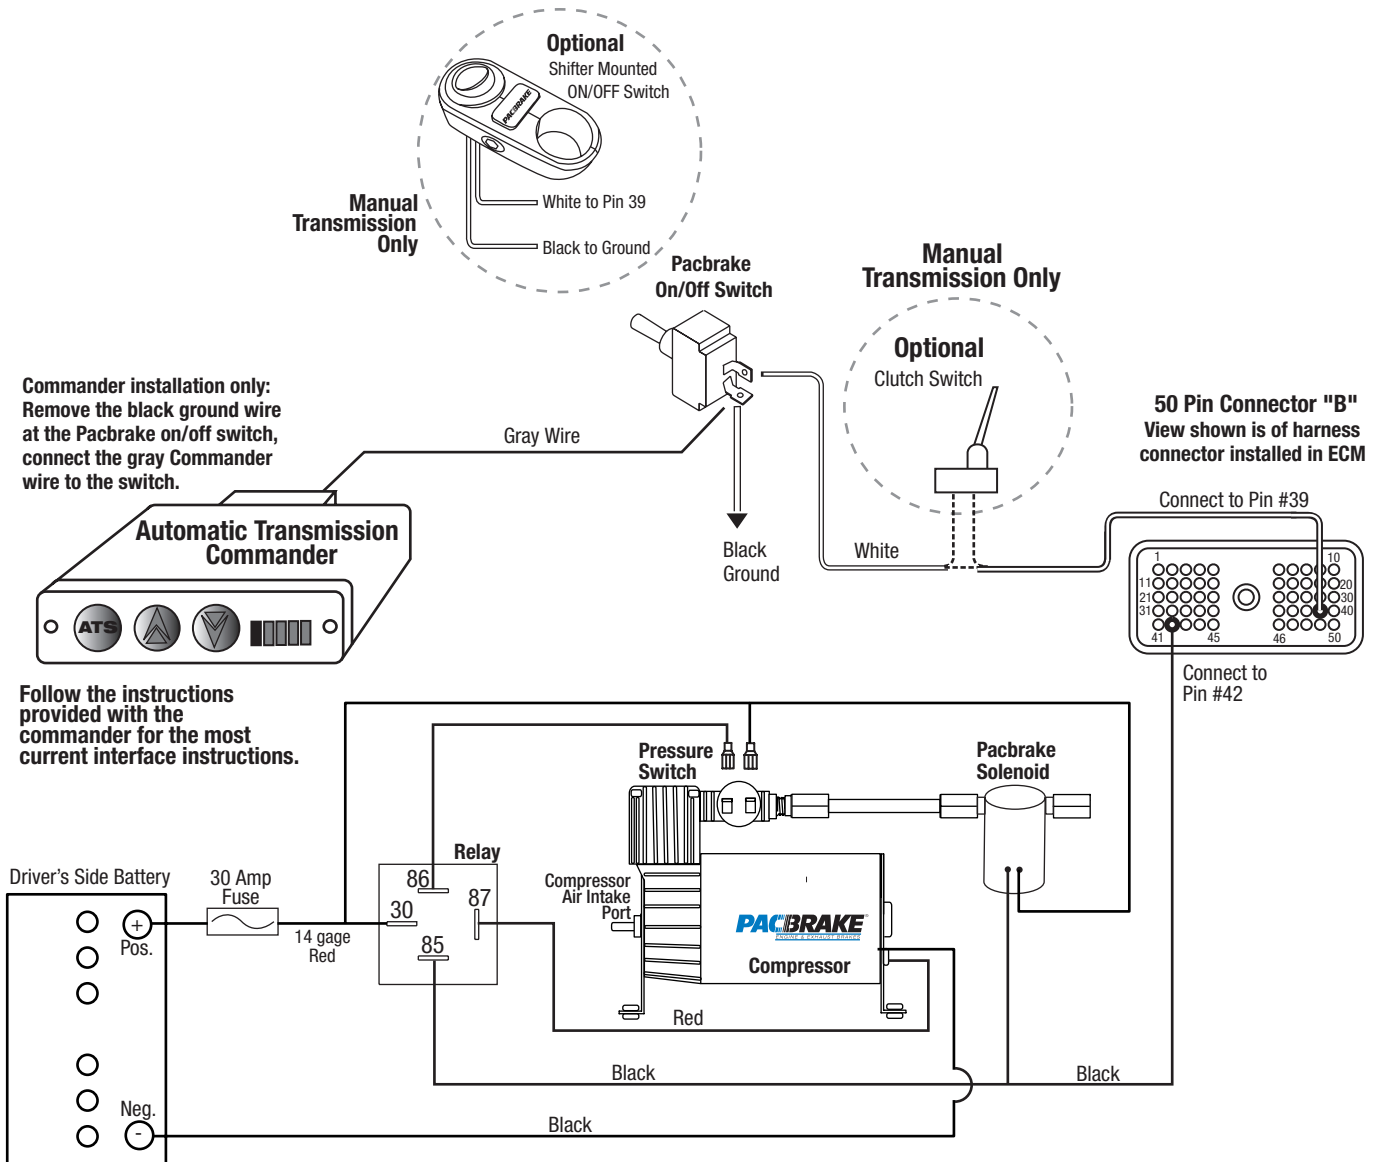 Optional
Shifter Mounted
ON/OFF Switch
PACBRAKE
White to Pin 39
Black to Ground
Manual
Transmission
Only
Pacbrake
On/Off Switch
Manual
Transmission Only
Optional
Clutch Switch
Commander installation only:
Remove the black ground wire
at the Pacbrake on/off switch,
connect the gray Commander
wire to the switch.
Gray Wire
50 Pin Connector "B"
View shown is of harness
connector installed in ECM
Connect to Pin #39
Automatic Transmission
Commander
ATS
Black
Ground
White
1
10
11
20
21
30
31
40
41
45
46
50
Connect to
Pin #42
Follow the instructions
provided with the
commander for the most
current interface instructions.
Pressure
Switch
Pacbrake
Solenoid
Driver's Side Battery
30 Amp
Fuse
Relay
86
87
30
85
14 gage
Red
+
Pos.
Compressor
Air Intake
Port
PACBRAKE
ENGINE & EXHAUST BRAKES
Compressor
Red
Black
Black
Neg.
-
Black